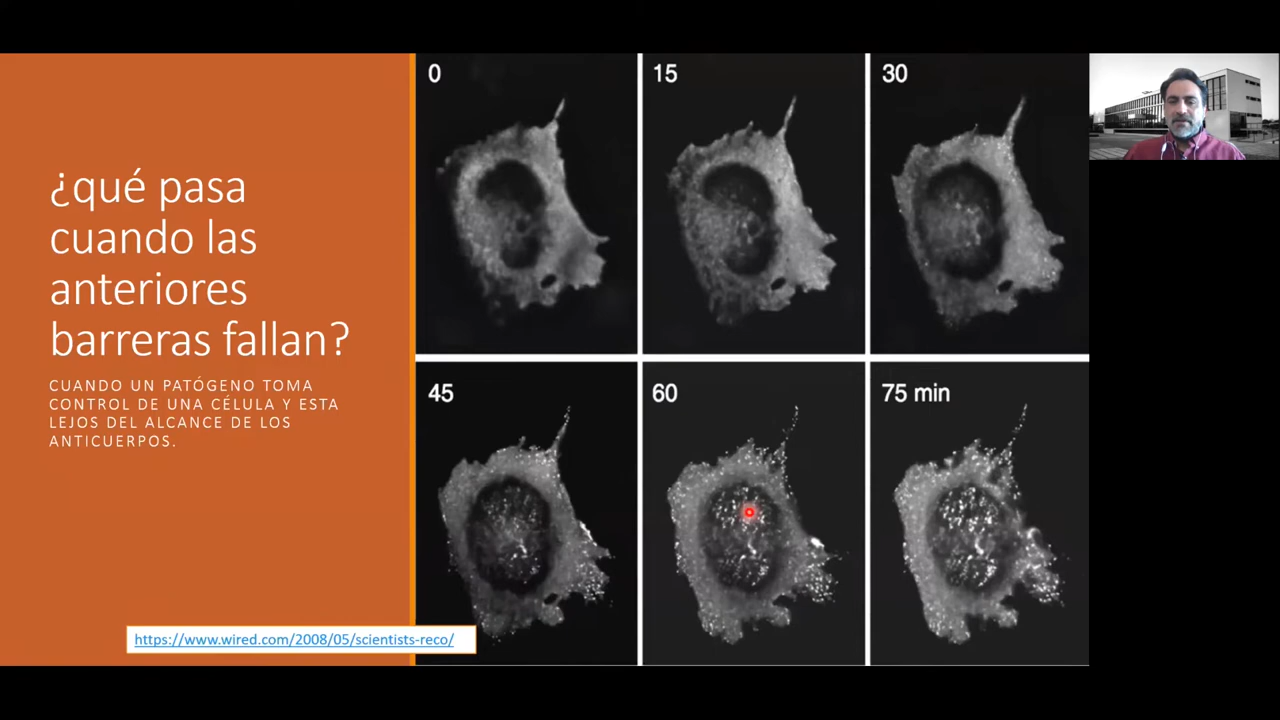 ¿qué pasa
cuando las
anteriores
barreras fallan?
CUANDO UN PATÓGENO TOMA
CONTROL DE UNA CÉLULA Y ESTA
LEJOS DEL ALCANCE DE LOS
ANTICUERPOS.
https://www.wired.com/2008/05/scientists-reco/
0
15
30
45
60
75 min